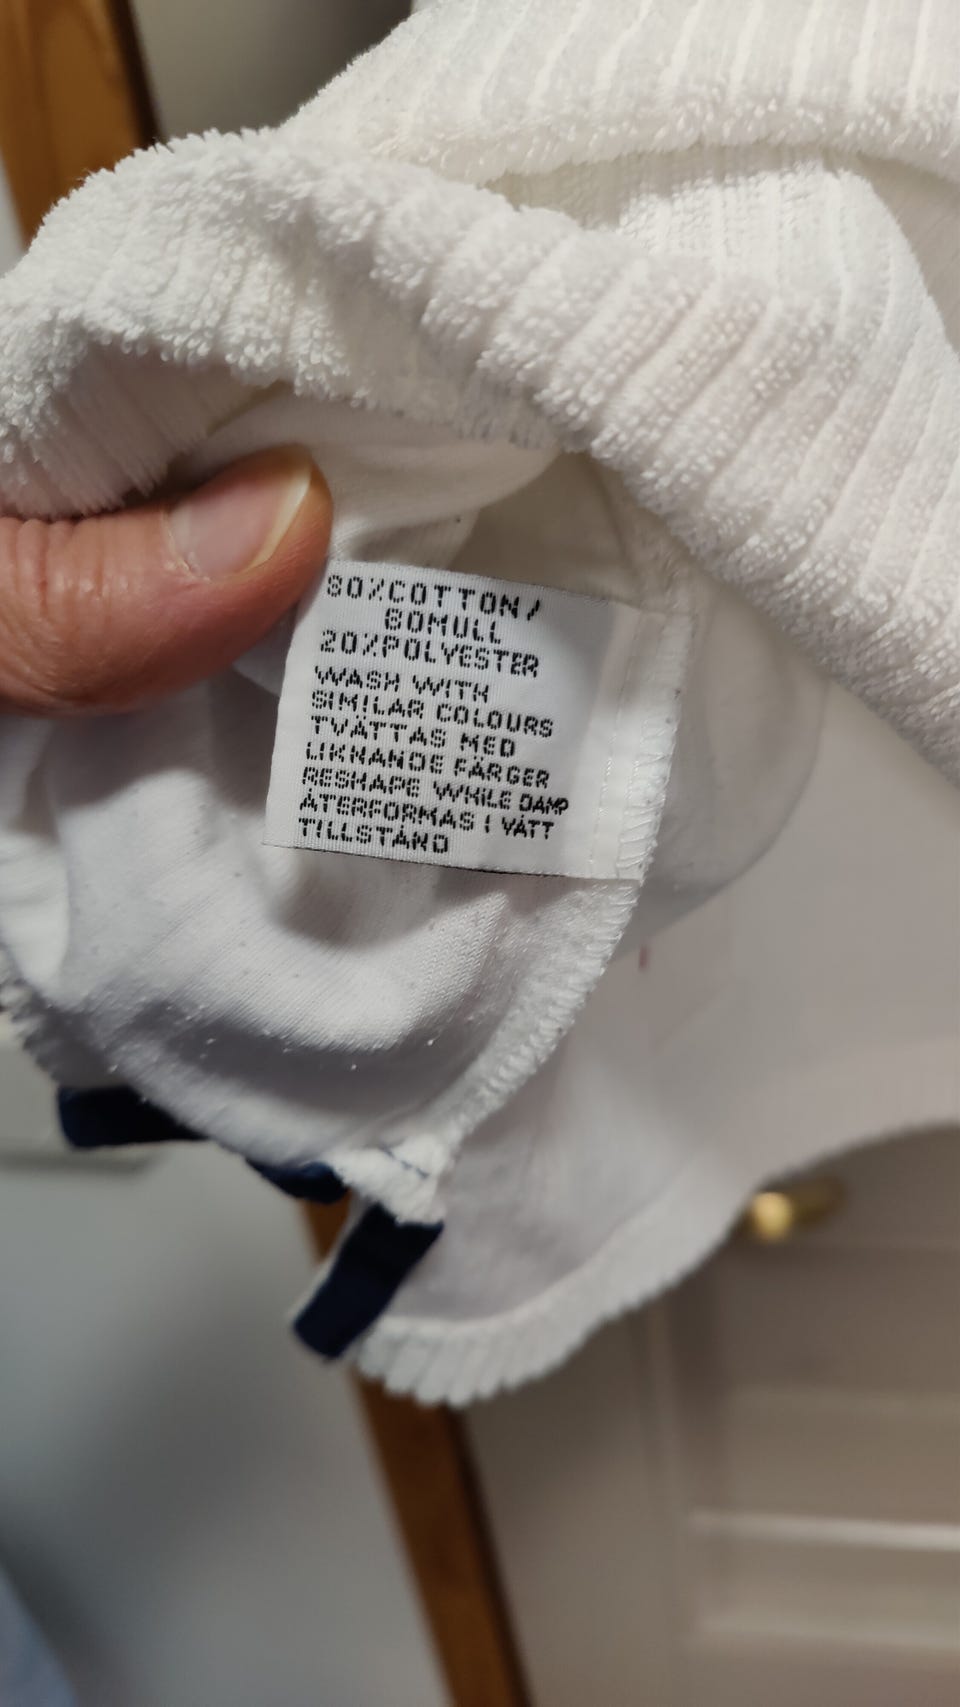 80%COTTON/
BOMULL
20%POLYESTER
WASH WITH
SIMILAR COLOURS
TVÄTTAS MED
LIKNANDE FÄRGER
RESHAPE WHILE DAMP
ÅTERFORMAS I VÅTT
TILLSTÅND